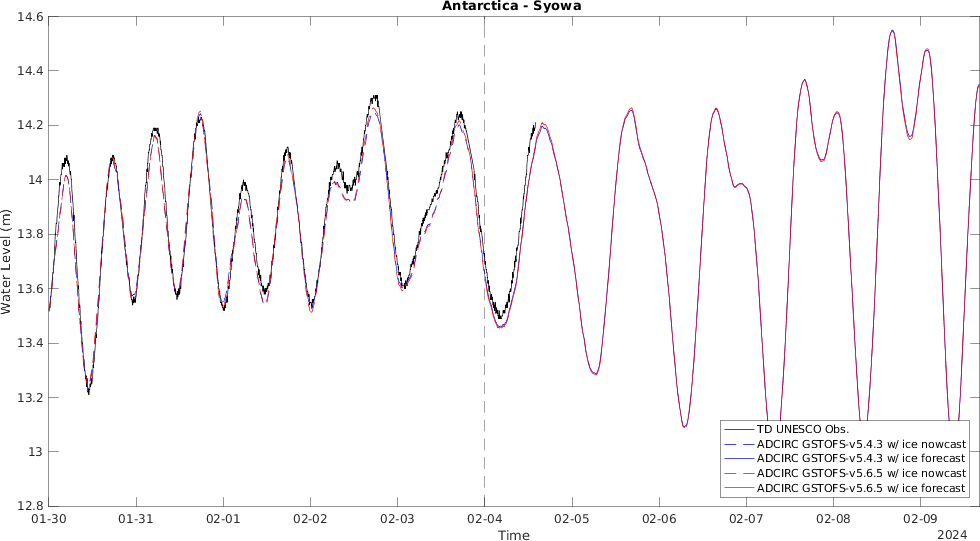 Antarctica - Syowa
Water Level (m)
14.6
14.4
14.2
14
13.8
13.6
13.4
13.2
13
12.8
01-30
01-31
02-01
02-02
02-03
02-04
02-05
02-06
02-07
02-08
02-09
Time
2024
TD UNESCO Obs.
ADCIRC GSTOFS-v5.4.3 w/ ice nowcast
ADCIRC GSTOFS-v5.4.3 w/ ice forecast
ADCIRC GSTOFS-v5.6.5 w/ ice nowcast
ADCIRC GSTOFS-v5.6.5 w/ ice forecast